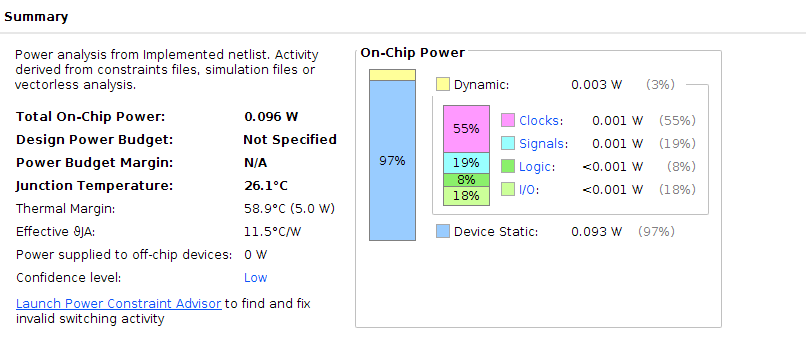 Summary
Power analysis from Implemented netlist. Activity
derived from constraints files, simulation files or
vectorless analysis.
Total On-Chip Power: 0.096 W
Design Power Budget: Not Specified
Power Budget Margin: N/A
Junction Temperature: 26.1°C
Thermal Margin: 58.9°C (5.0 W)
Effective ϑJA: 11.5°C/W
Power supplied to off-chip devices: 0 W
Confidence level: Low
Launch Power Constraint Advisor to find and fix
invalid switching activity
On-Chip Power
97%
Dynamic: 0.003 W (3%)
55%
19%
8%
18%
Clocks: 0.001 W (55%)
Signals: 0.001 W (19%)
Logic: <0.001 W (8%)
I/O: <0.001 W (18%)
Device Static: 0.093 W (97%)